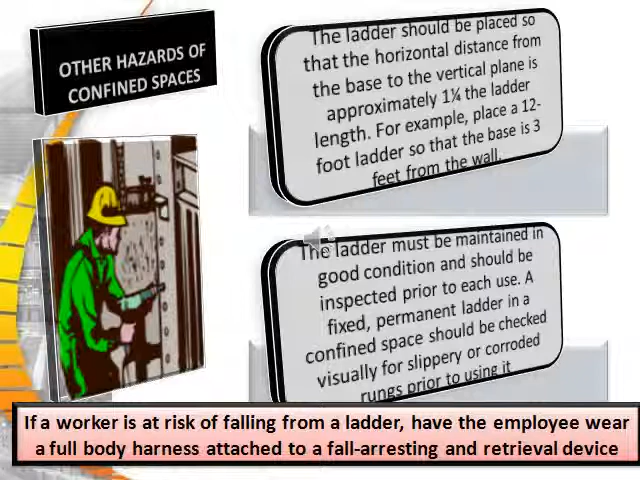 OTHER HAZARDS OF
CONFINED SPACES
The ladder should be placed so
that the horizontal distance from
the base to the vertical plane is
approximately 1¼ the ladder
length. For example, place a 12-
foot ladder so that the base is 3
feet from the wall.
The ladder must be maintained in
good condition and should be
inspected prior to each use. A
fixed, permanent ladder in a
confined space should be checked
visually for slippery or corroded
rungs prior to using it
If a worker is at risk of falling from a ladder, have the employee wear
a full body harness attached to a fall-arresting and retrieval device